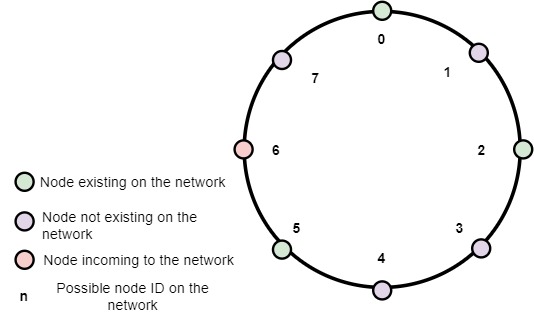 0
1
7
6
2
5
3
4
Node existing on the network
Node not existing on the
network
Node incoming to the network
n Possible node ID on the
network